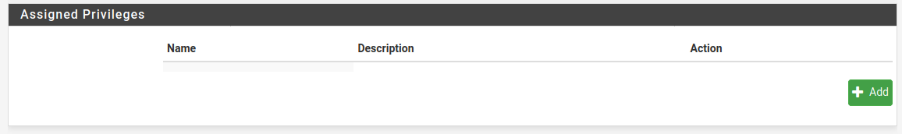 Assigned Privileges
Name Description Action
Add